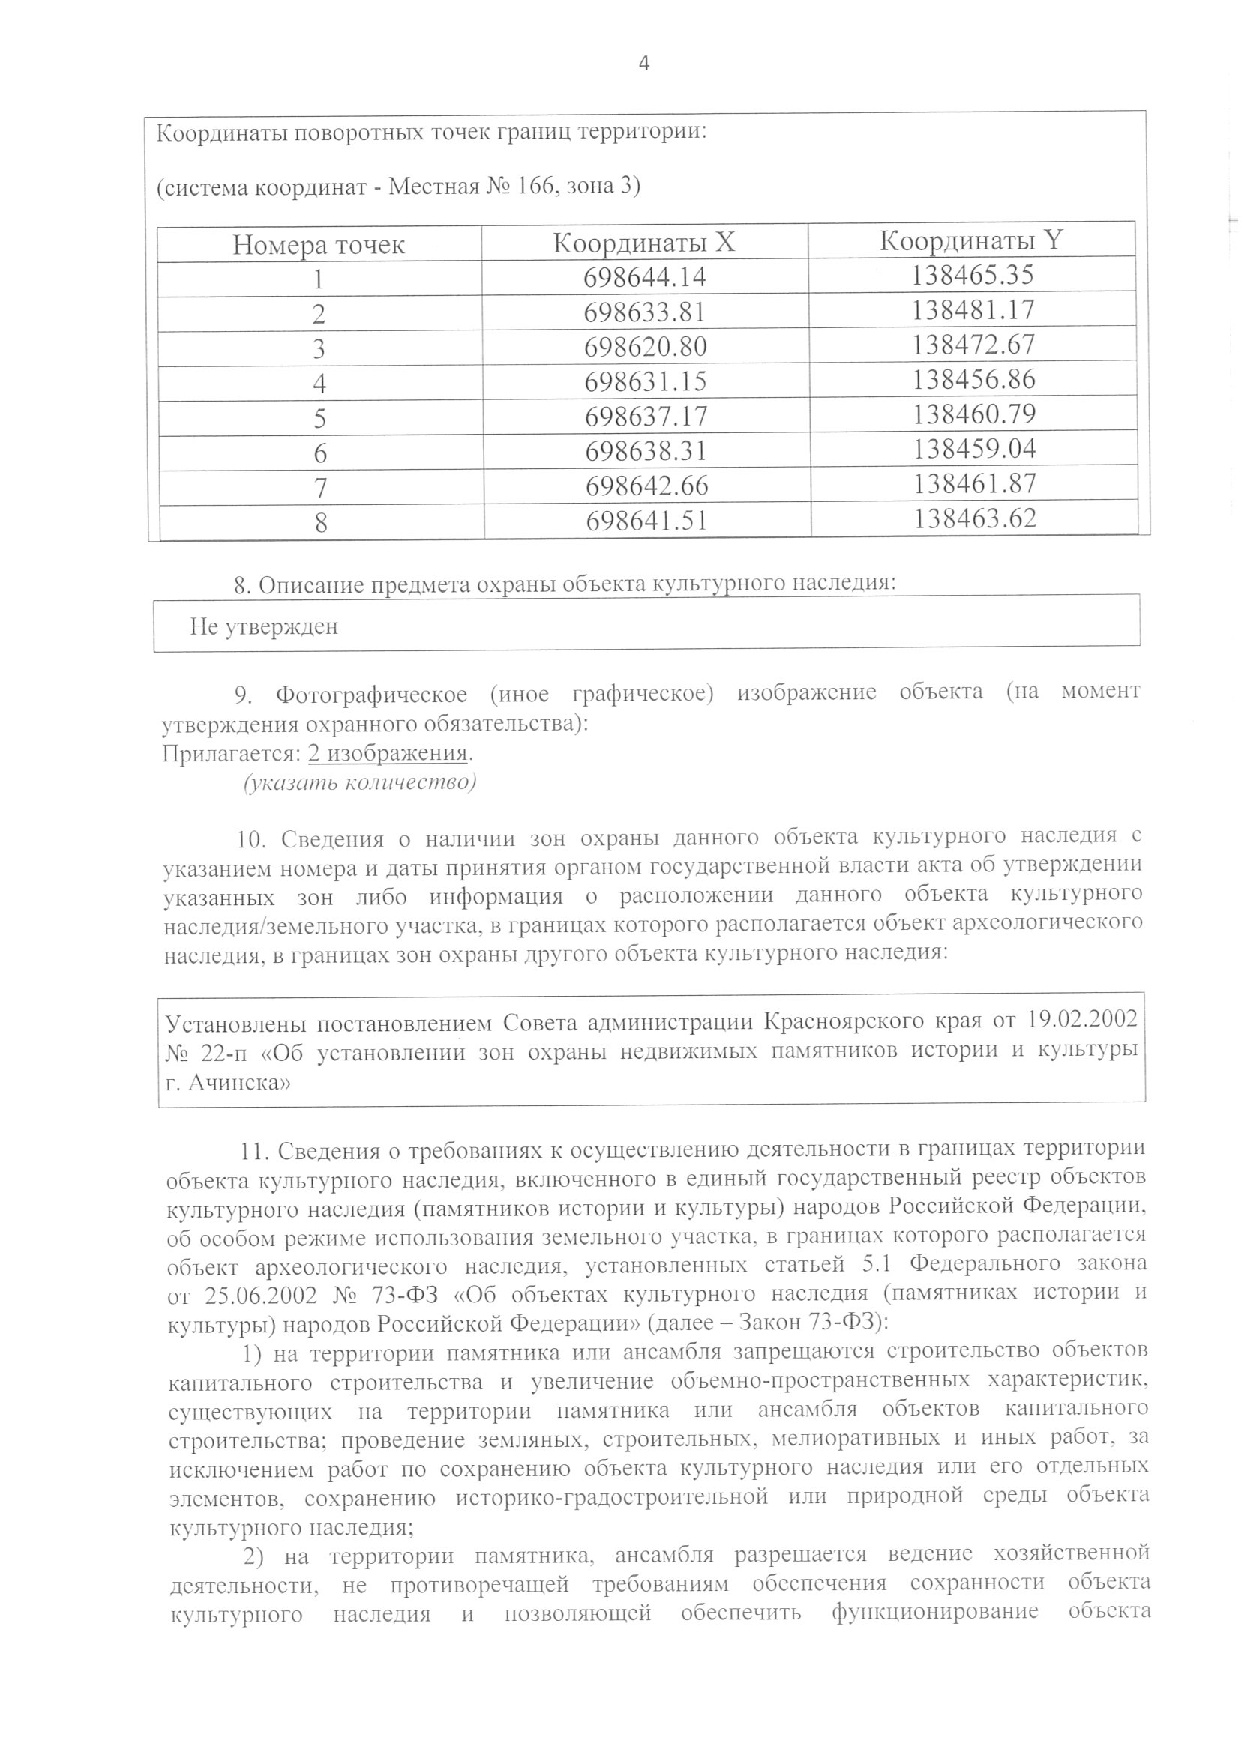 4
Координаты поворотных точек границ территории:
(система координат - Местная № 166, зона 3)
Номера точек Координаты X Координаты Y
1 698644.14 138465.35
2 698633.81 138481.17
3 698620.80 138472.67
4 698631.15 138456.86
5 698637.17 138460.79
6 698638.31 138459.04
7 698642.66 138461.87
8 698641.51 138463.62
8. Описание предмета охраны объекта культурного наследия:
Не утвержден
9. Фотографическое (иное графическое) изображение объекта (на момент
утверждения охранного обязательства):
Прилагается: 2 изображения.
(указать количество)
10. Сведения о наличии зон охраны данного объекта культурного наследия с
указанием номера и даты принятия органом государственной власти акта об утверждении
указанных зон либо информация о расположении данного объекта культурного
наследия/земельного участка, в границах которого располагается объект археологического
наследия, в границах зон охраны другого объекта культурного наследия:
Установлены постановлением Совета администрации Красноярского края от 19.02.2002
№ 22-п «Об установлении зон охраны недвижимых памятников истории и культуры
г. Ачинска»
11. Сведения о требованиях к осуществлению деятельности в границах территории
объекта культурного наследия, включенного в единый государственный реестр объектов
культурного наследия (памятников истории и культуры) народов Российской Федерации,
об особом режиме использования земельного участка, в границах которого располагается
объект археологического наследия, установленных статьей 5.1 Федерального закона
от 25.06.2002 № 73-ФЗ «Об объектах культурного наследия (памятниках истории и
культуры) народов Российской Федерации» (далее – Закон 73-ФЗ):
1) на территории памятника или ансамбля запрещаются строительство объектов
капитального строительства и увеличение объемно-пространственных характеристик,
существующих на территории памятника или ансамбля объектов капитального
строительства; проведение земляных, строительных, мелиоративных и иных работ, за
исключением работ по сохранению объекта культурного наследия или его отдельных
элементов, сохранению историко-градостроительной или природной среды объекта
культурного наследия;
2) на территории памятника, ансамбля разрешается ведение хозяйственной
деятельности, не противоречащей требованиям обеспечения сохранности объекта
культурного наследия и позволяющей обеспечить функционирование объекта